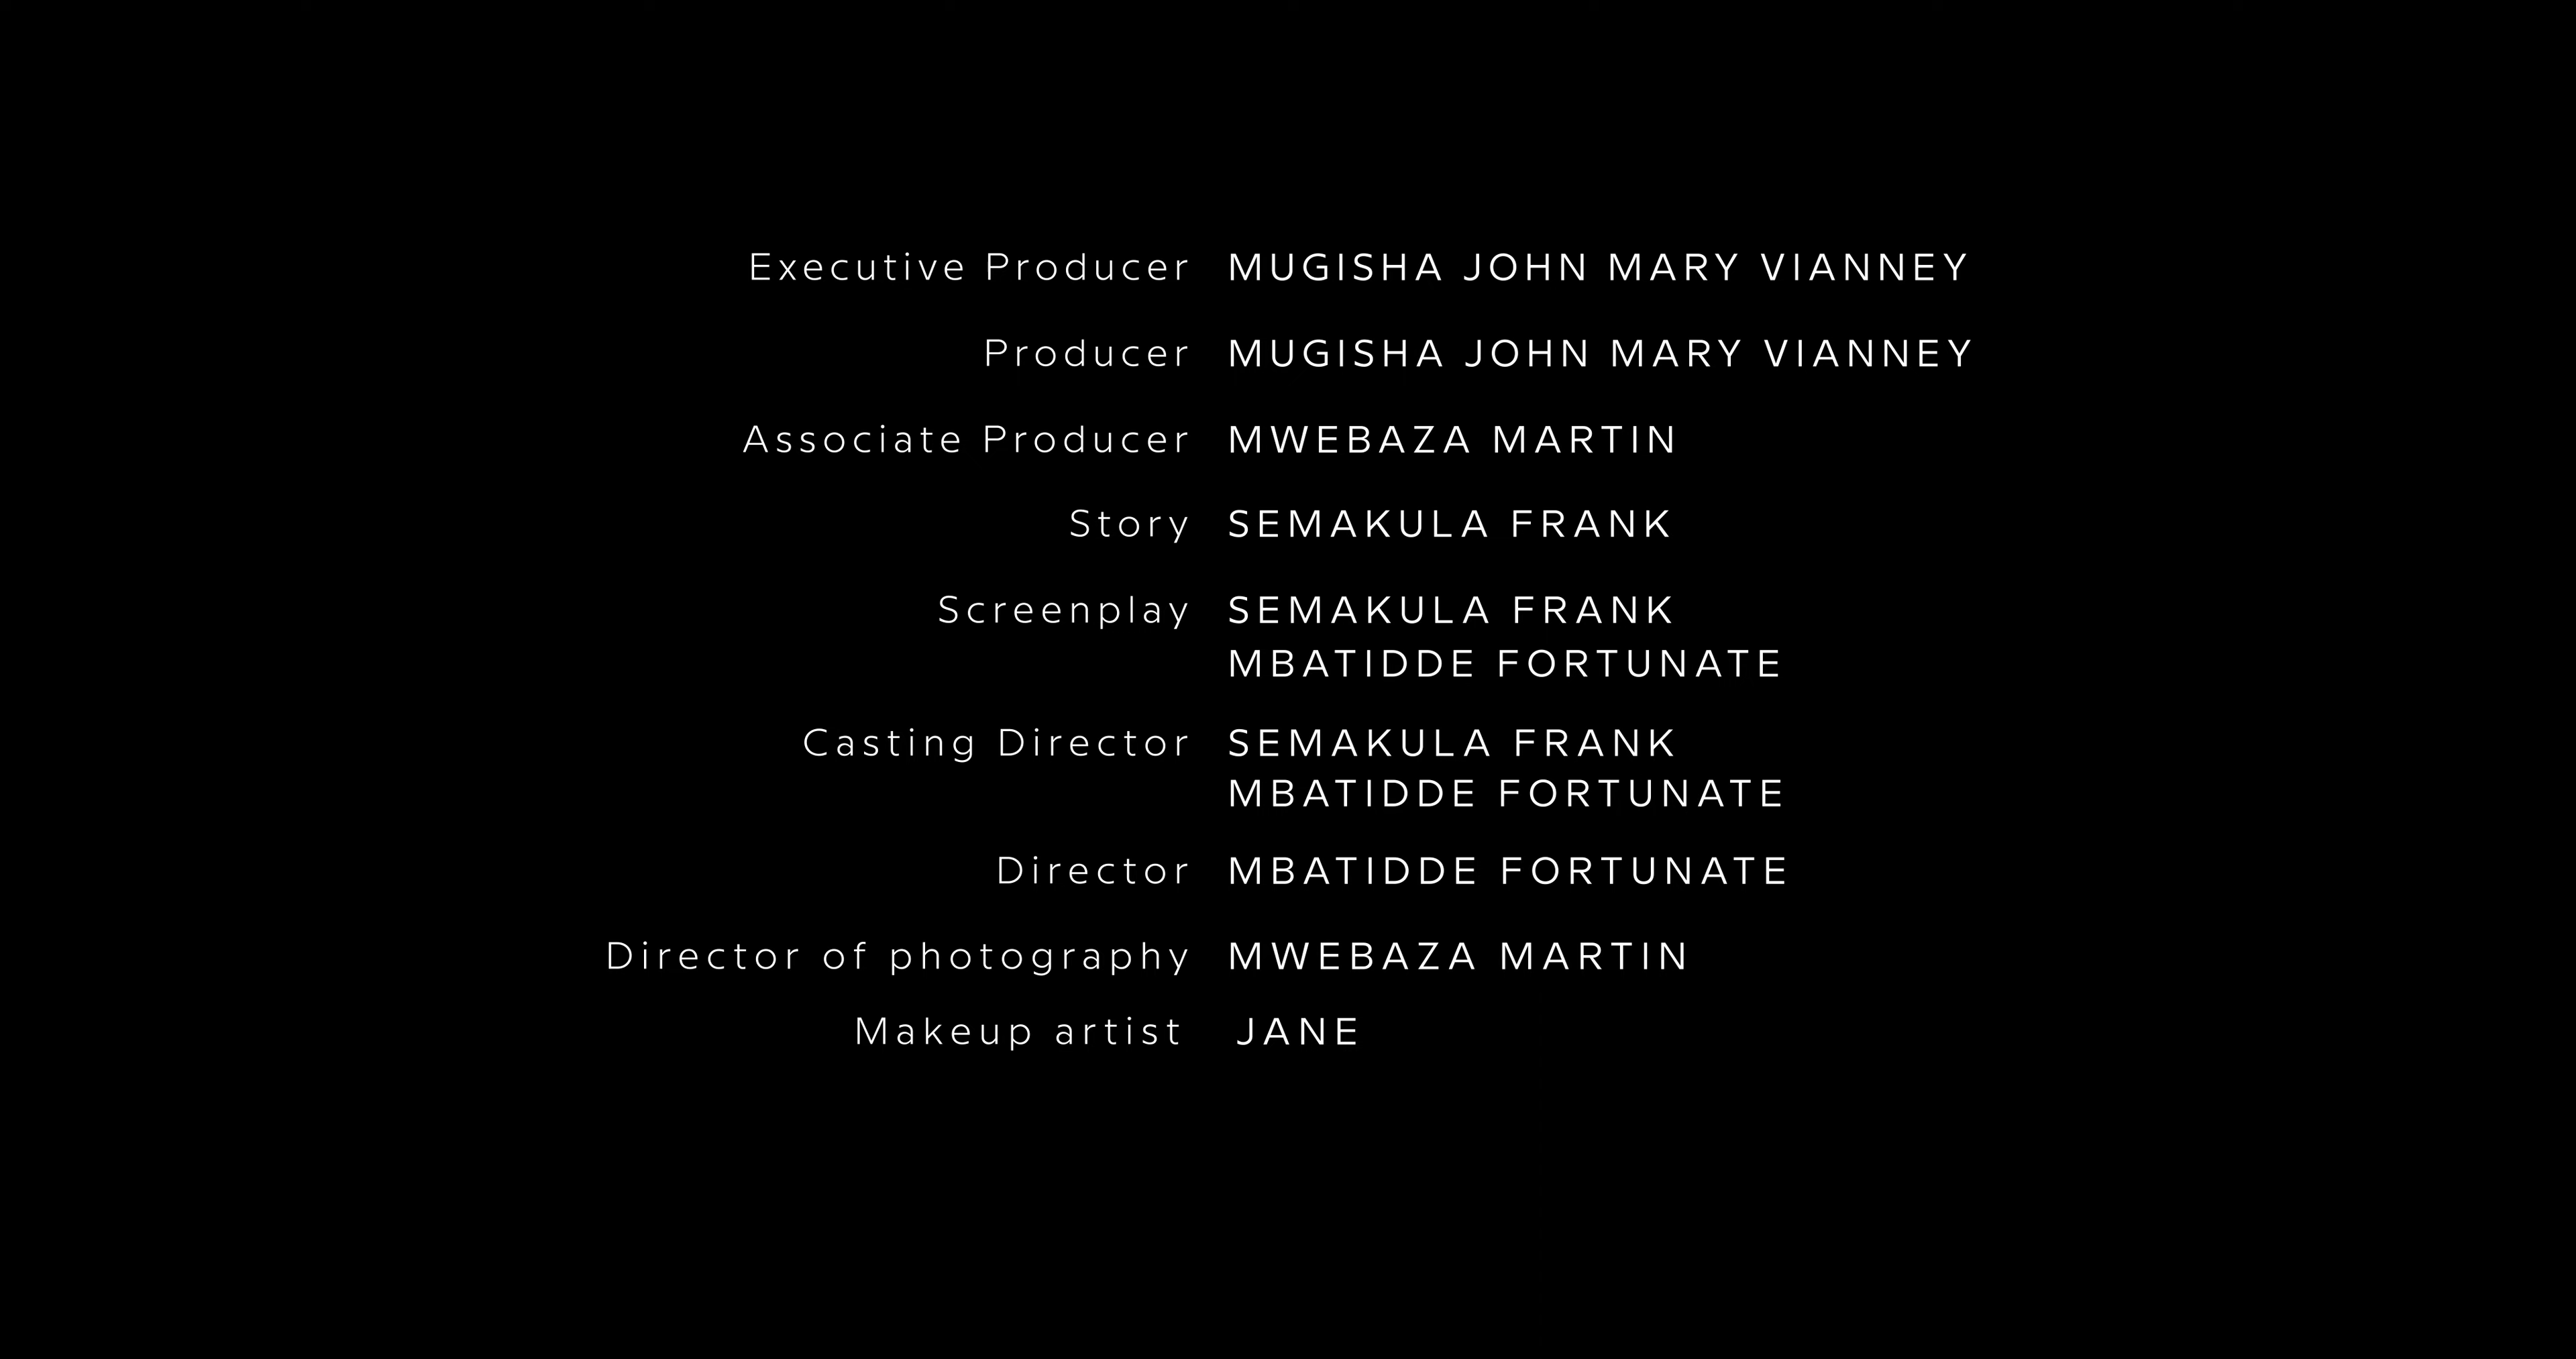 Executive Producer MUGISHA JOHN MARY VIANNEY
Producer MUGISHA JOHN MARY VIANNEY
Associate Producer MWEBAZA MARTIN
Story SEMAKULA FRANK
Screenplay SEMAKULA FRANK
MBATIDDE FORTUNATE
Casting Director SEMAKULA FRANK
MBATIDDE FORTUNATE
Director MBATIDDE FORTUNATE
Director of photography MWEBAZA MARTIN
Makeup artist JANE